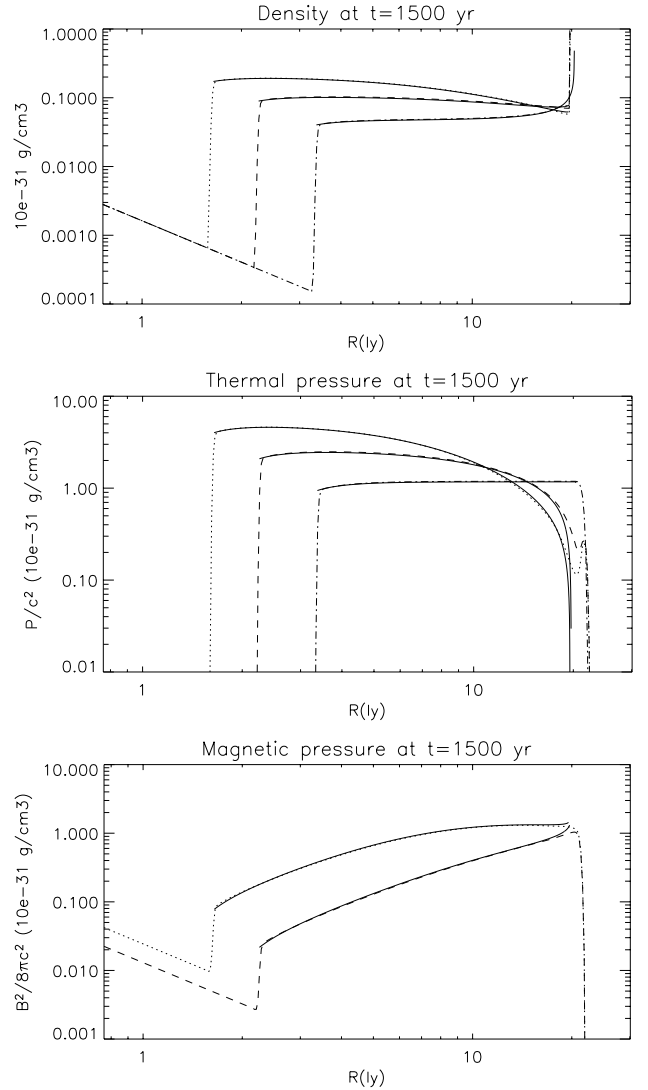 Density at t=1500 yr
1.0000
0.1000
0.0100
0.0010
0.0001
10e−31 g/cm3
1 10
R(ly)
Thermal pressure at t=1500 yr
10.00
1.00
0.10
0.01
P/c² (10e−31 g/cm3)
1 10
R(ly)
Magnetic pressure at t=1500 yr
10.000
1.000
0.100
0.010
0.001
B²/8πc² (10e−31 g/cm3)
1 10
R(ly)